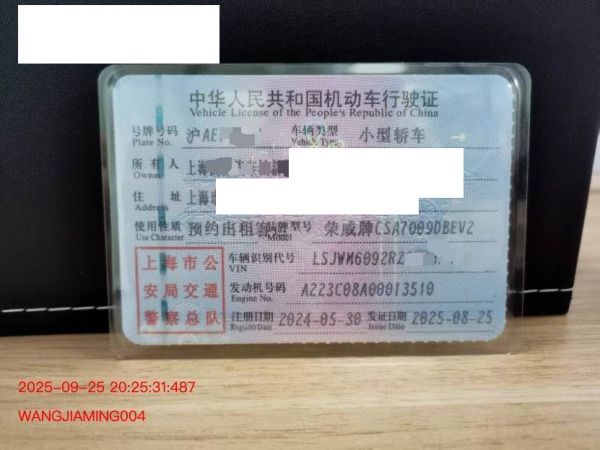 中华人民共和国机动车行驶证
Vehicle License of the People's Republic of China
号牌号码 沪AE 车辆类型 小型轿车
Plate No. Vehicle Type
所有人 上海
Owner
住 址 上海
Address
使用性质 预约出租客 品牌型号 荣威牌CSA7009DBEV2
Use Character Model
上海市公 车辆识别代号 LSJWM6092RZ
VIN
安局交通 发动机号码 A223C08A00013510
Engine No.
警察总队 注册日期 2024-05-30 发证日期 2025-08-25
Register Date Issue Date
2025-09-25 20:25:31:487
WANGJIAMING004